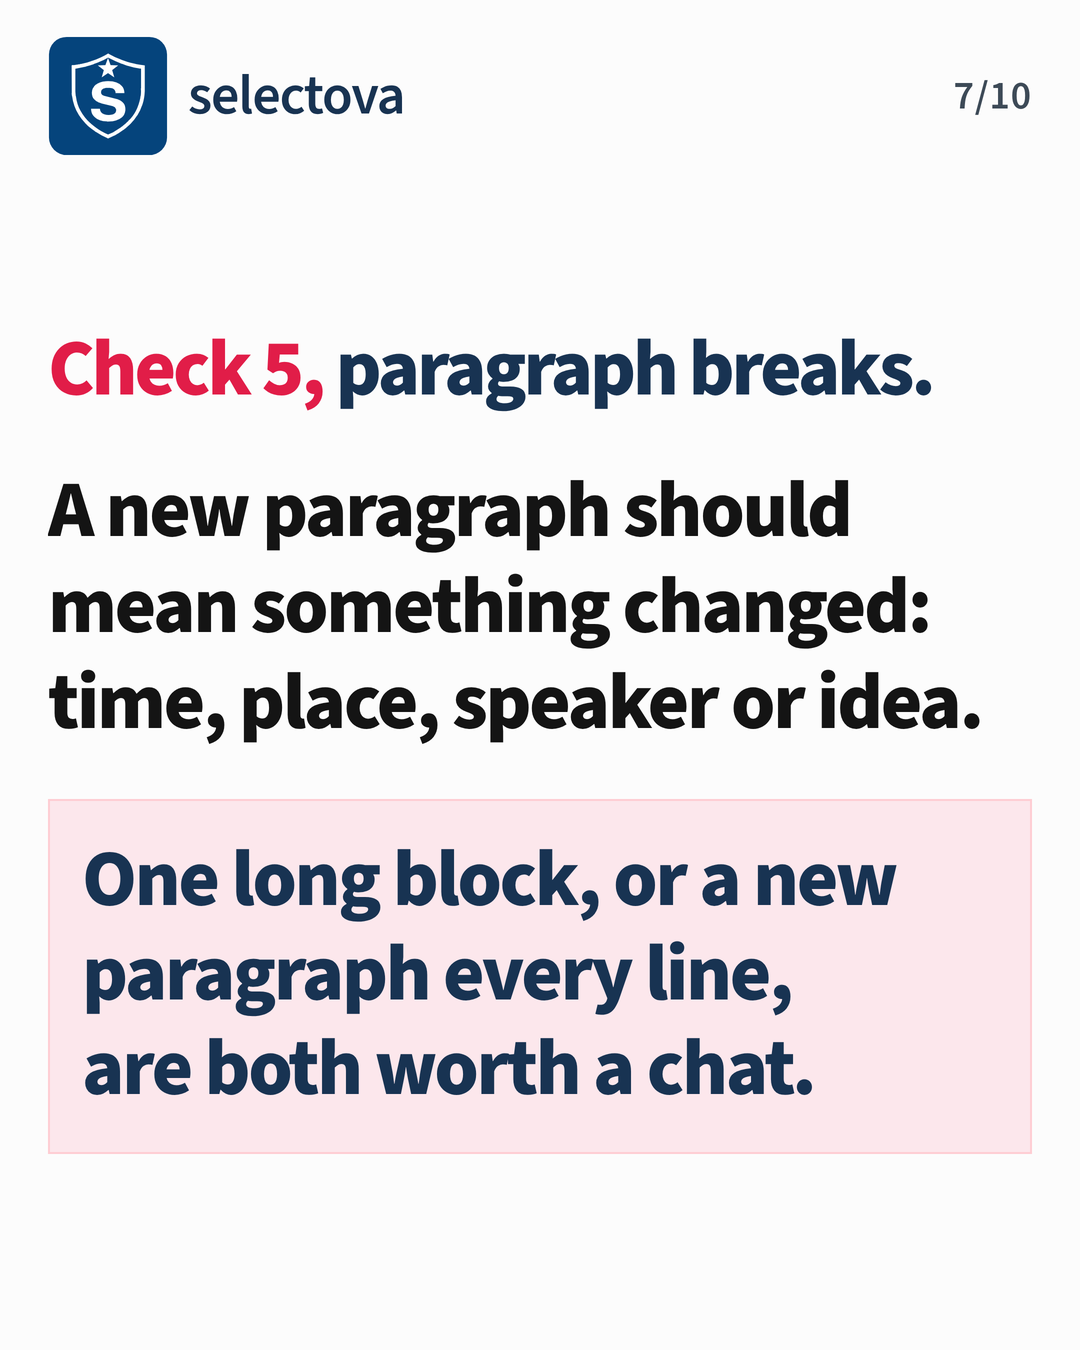 S
selectova
7/10
Check 5, paragraph breaks.
A new paragraph should
mean something changed:
time, place, speaker or idea.
One long block, or a new
paragraph every line,
are both worth a chat.